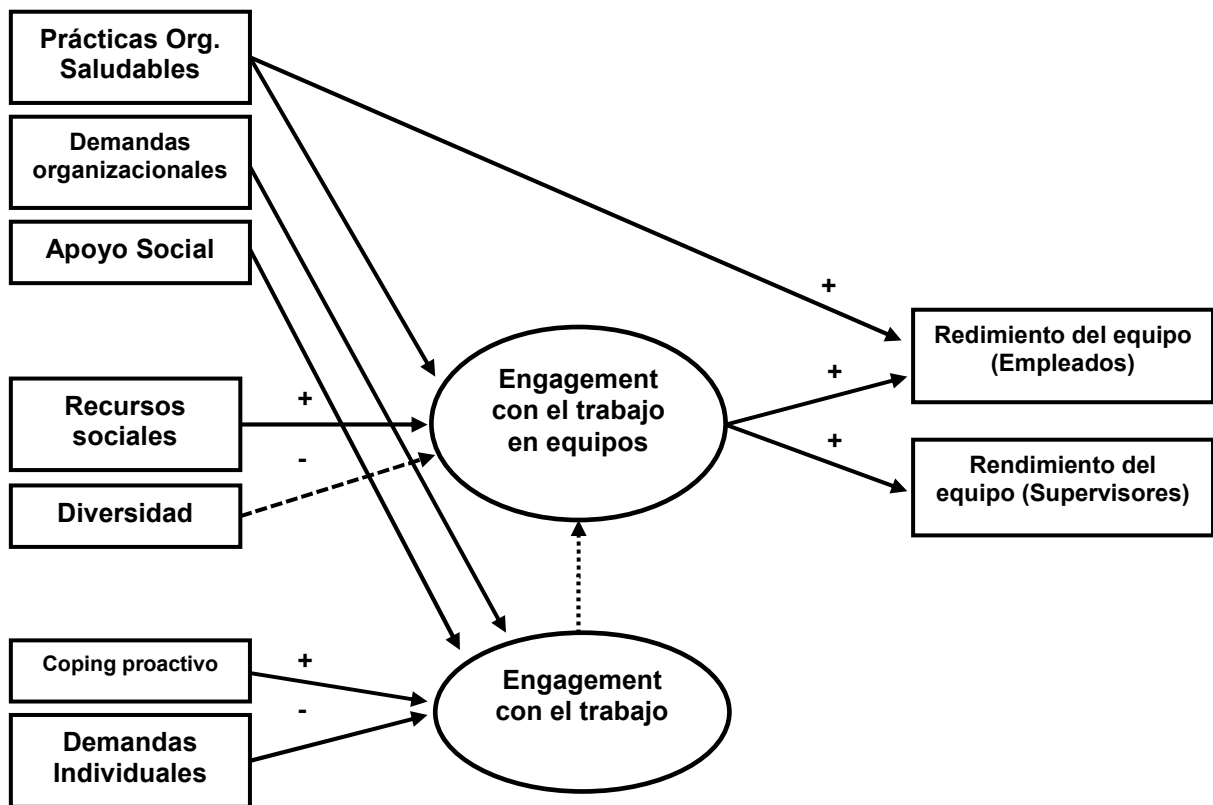 Prácticas Org.
Saludables
Demandas
organizacionales
Apoyo Social
+
Redimiento del equipo
(Empleados)
Engagement
con el trabajo
en equipos
+
Recursos
sociales
+
-
+
Rendimiento del
equipo (Supervisores)
Diversidad
Coping proactivo
+
-
Engagement
con el trabajo
Demandas
Individuales